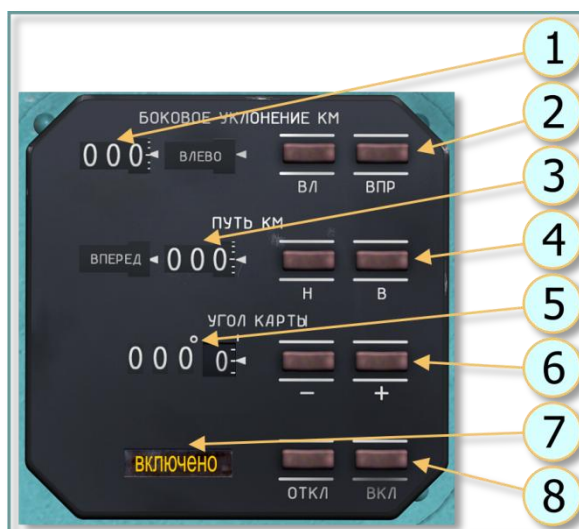 1
БОКОВОЕ УКЛОНЕНИЕ КМ
2
000 ВЛЕВО
ВЛ ВПР
3
ПУТЬ КМ
4
ВПЕРЕД 000
Н В
5
УГОЛ КАРТЫ
000° 0'
6
− +
7
ВКЛЮЧЕНО
ОТКЛ ВКЛ
8